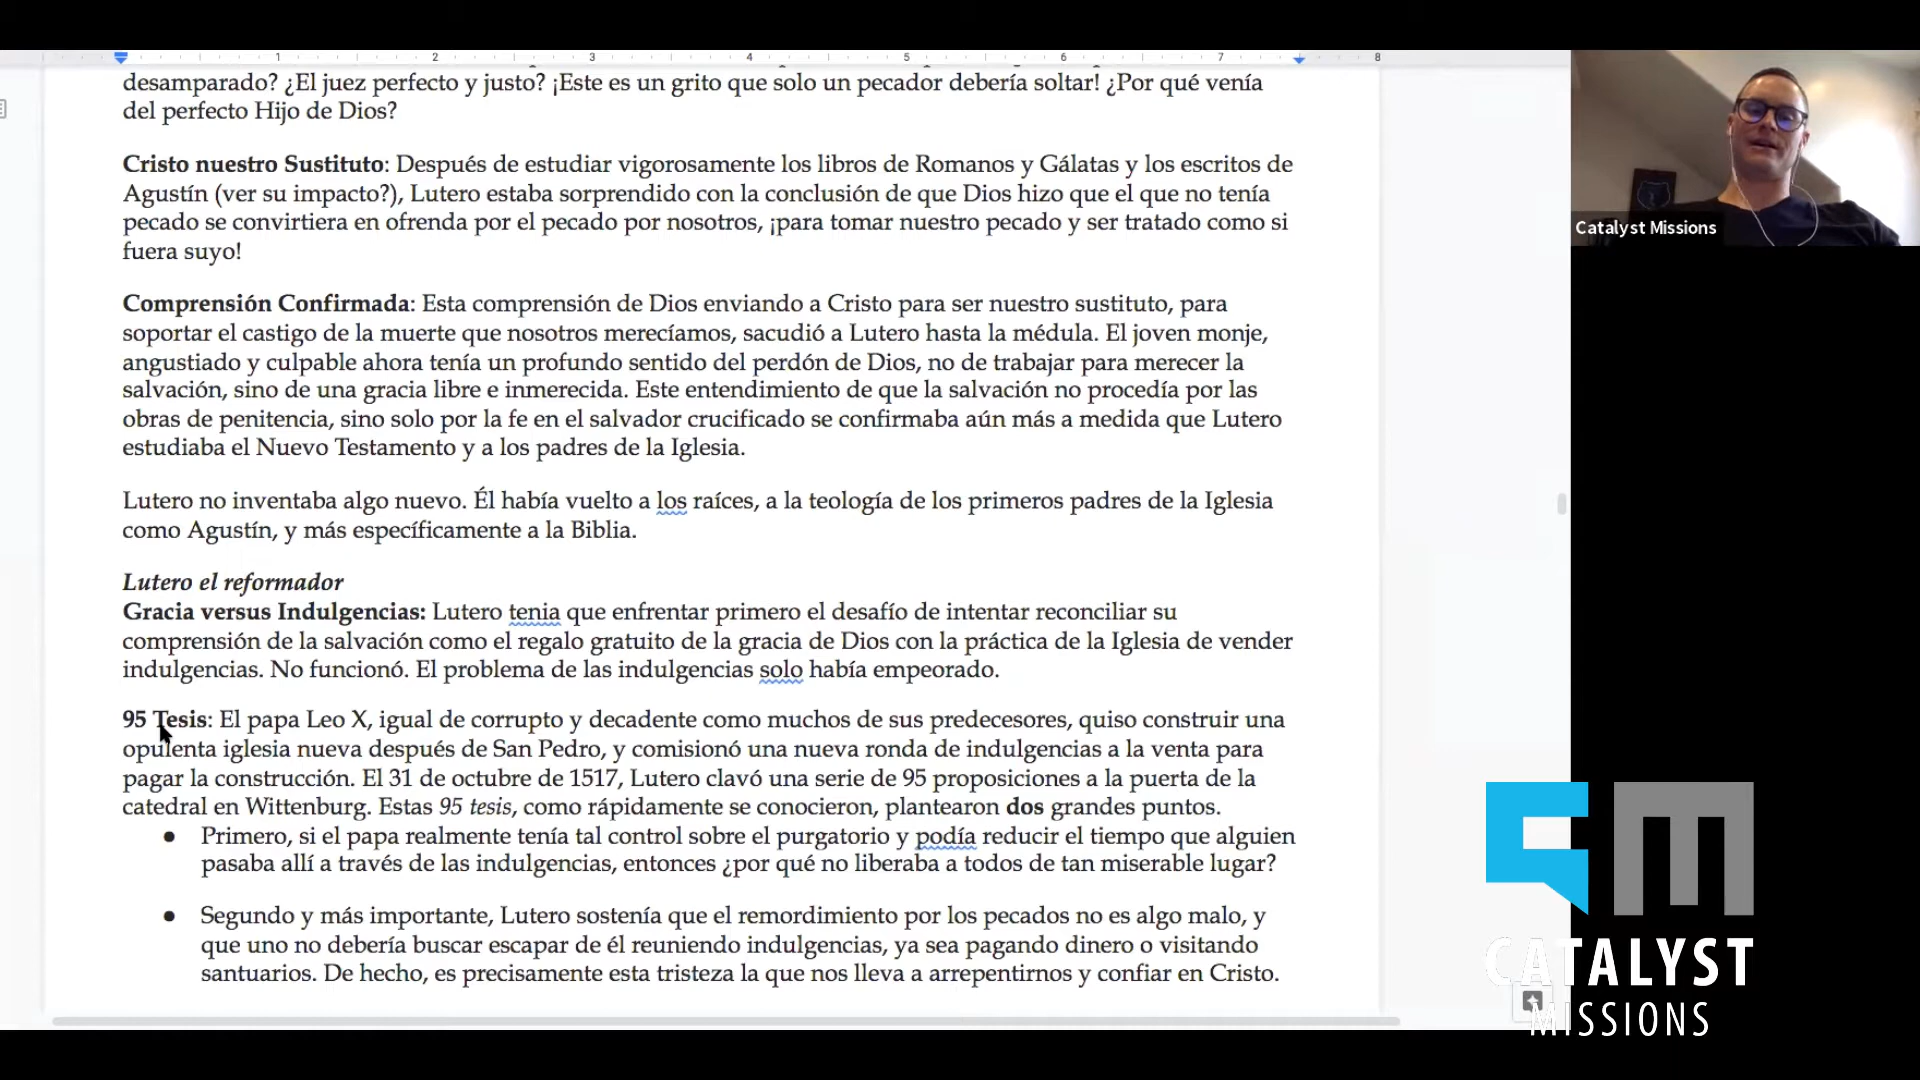 1 2 3 4 5 6 7 8
desamparado? ¿El juez perfecto y justo? ¡Este es un grito que solo un pecador debería soltar! ¿Por qué venía
del perfecto Hijo de Dios?
Cristo nuestro Sustituto: Después de estudiar vigorosamente los libros de Romanos y Gálatas y los escritos de
Agustín (ver su impacto?), Lutero estaba sorprendido con la conclusión de que Dios hizo que el que no tenía
pecado se convirtiera en ofrenda por el pecado por nosotros, ¡para tomar nuestro pecado y ser tratado como si
fuera suyo!
Comprensión Confirmada: Esta comprensión de Dios enviando a Cristo para ser nuestro sustituto, para
soportar el castigo de la muerte que nosotros merecíamos, sacudió a Lutero hasta la médula. El joven monje,
angustiado y culpable ahora tenía un profundo sentido del perdón de Dios, no de trabajar para merecer la
salvación, sino de una gracia libre e inmerecida. Este entendimiento de que la salvación no procedía por las
obras de penitencia, sino solo por la fe en el salvador crucificado se confirmaba aún más a medida que Lutero
estudiaba el Nuevo Testamento y a los padres de la Iglesia.
Lutero no inventaba algo nuevo. Él había vuelto a los raíces, a la teología de los primeros padres de la Iglesia
como Agustín, y más específicamente a la Biblia.
Lutero el reformador
Gracia versus Indulgencias: Lutero tenia que enfrentar primero el desafío de intentar reconciliar su
comprensión de la salvación como el regalo gratuito de la gracia de Dios con la práctica de la Iglesia de vender
indulgencias. No funcionó. El problema de las indulgencias solo había empeorado.
95 Tesis: El papa Leo X, igual de corrupto y decadente como muchos de sus predecesores, quiso construir una
opulenta iglesia nueva después de San Pedro, y comisionó una nueva ronda de indulgencias a la venta para
pagar la construcción. El 31 de octubre de 1517, Lutero clavó una serie de 95 proposiciones a la puerta de la
catedral en Wittenburg. Estas 95 tesis, como rápidamente se conocieron, plantearon dos grandes puntos.
● Primero, si el papa realmente tenía tal control sobre el purgatorio y podía reducir el tiempo que alguien
pasaba allí a través de las indulgencias, entonces ¿por qué no liberaba a todos de tan miserable lugar?
● Segundo y más importante, Lutero sostenía que el remordimiento por los pecados no es algo malo, y
que uno no debería buscar escapar de él reuniendo indulgencias, ya sea pagando dinero o visitando
santuarios. De hecho, es precisamente esta tristeza la que nos lleva a arrepentirnos y confiar en Cristo.
Catalyst Missions
CATALYST
MISSIONS